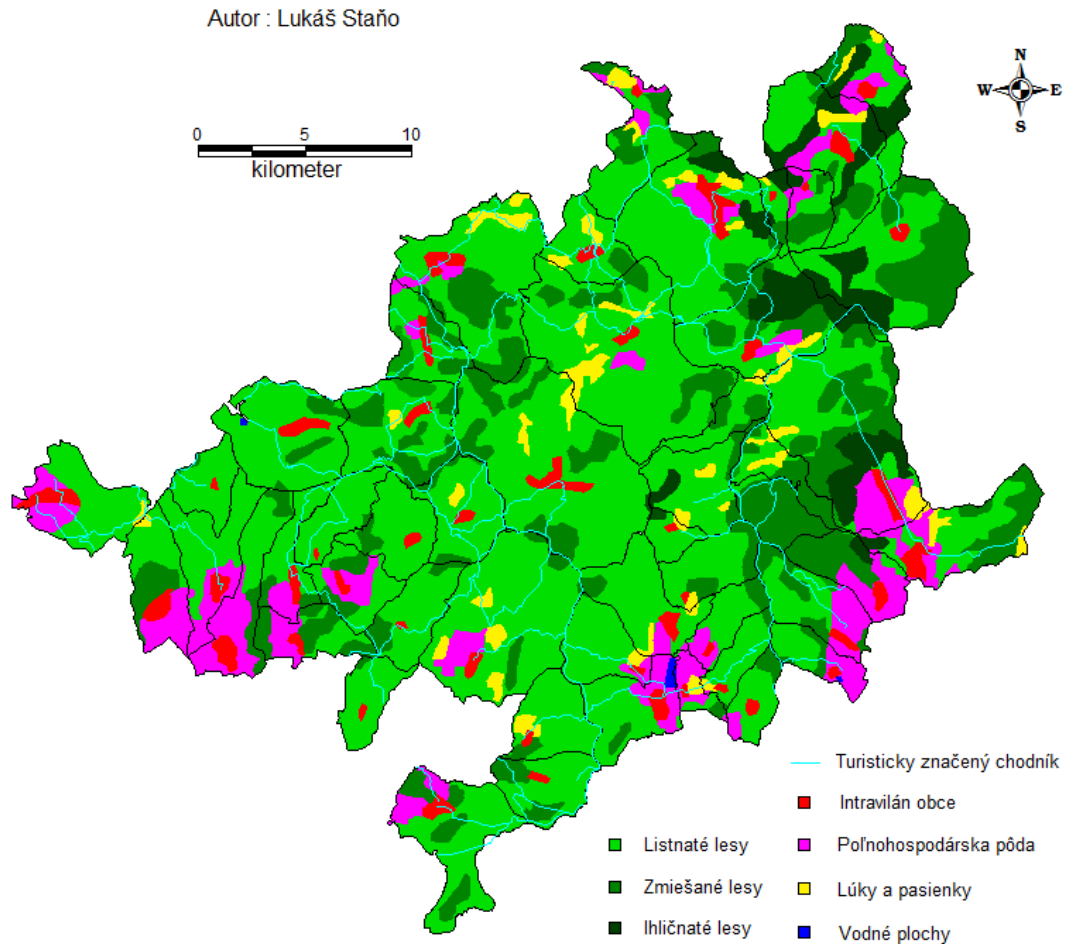 Autor : Lukáš Staňo
N
W E
S
0 5 10
kilometer
Turisticky značený chodník
Intravilán obce
Listnaté lesy
Poľnohospodárska pôda
Zmiešané lesy
Lúky a pasienky
Ihličnaté lesy
Vodné plochy